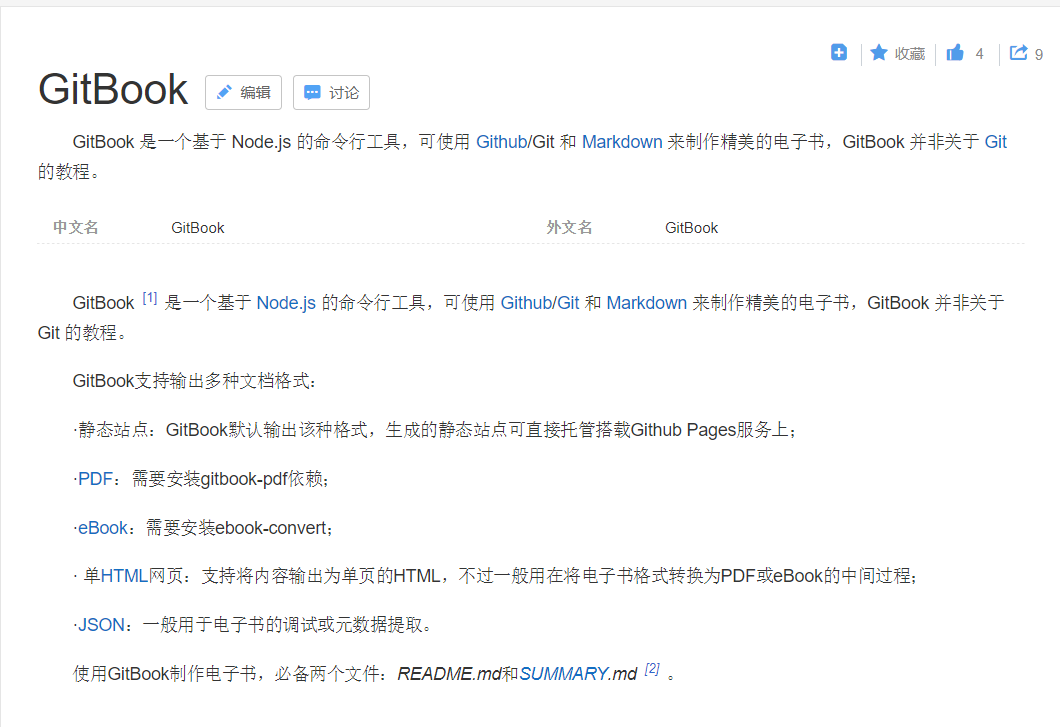 收藏 4 9
GitBook 编辑 讨论
GitBook 是一个基于 Node.js 的命令行工具，可使用 Github/Git 和 Markdown 来制作精美的电子书，GitBook 并非关于 Git
的教程。
中文名 GitBook 外文名 GitBook
GitBook [1] 是一个基于 Node.js 的命令行工具，可使用 Github/Git 和 Markdown 来制作精美的电子书，GitBook 并非关于
Git 的教程。
GitBook支持输出多种文档格式：
·静态站点：GitBook默认输出该种格式，生成的静态站点可直接托管搭载Github Pages服务上；
·PDF：需要安装gitbook-pdf依赖；
·eBook：需要安装ebook-convert；
· 单HTML网页：支持将内容输出为单页的HTML，不过一般用在将电子书格式转换为PDF或eBook的中间过程；
·JSON：一般用于电子书的调试或元数据提取。
使用GitBook制作电子书，必备两个文件：README.md和SUMMARY.md [2] 。